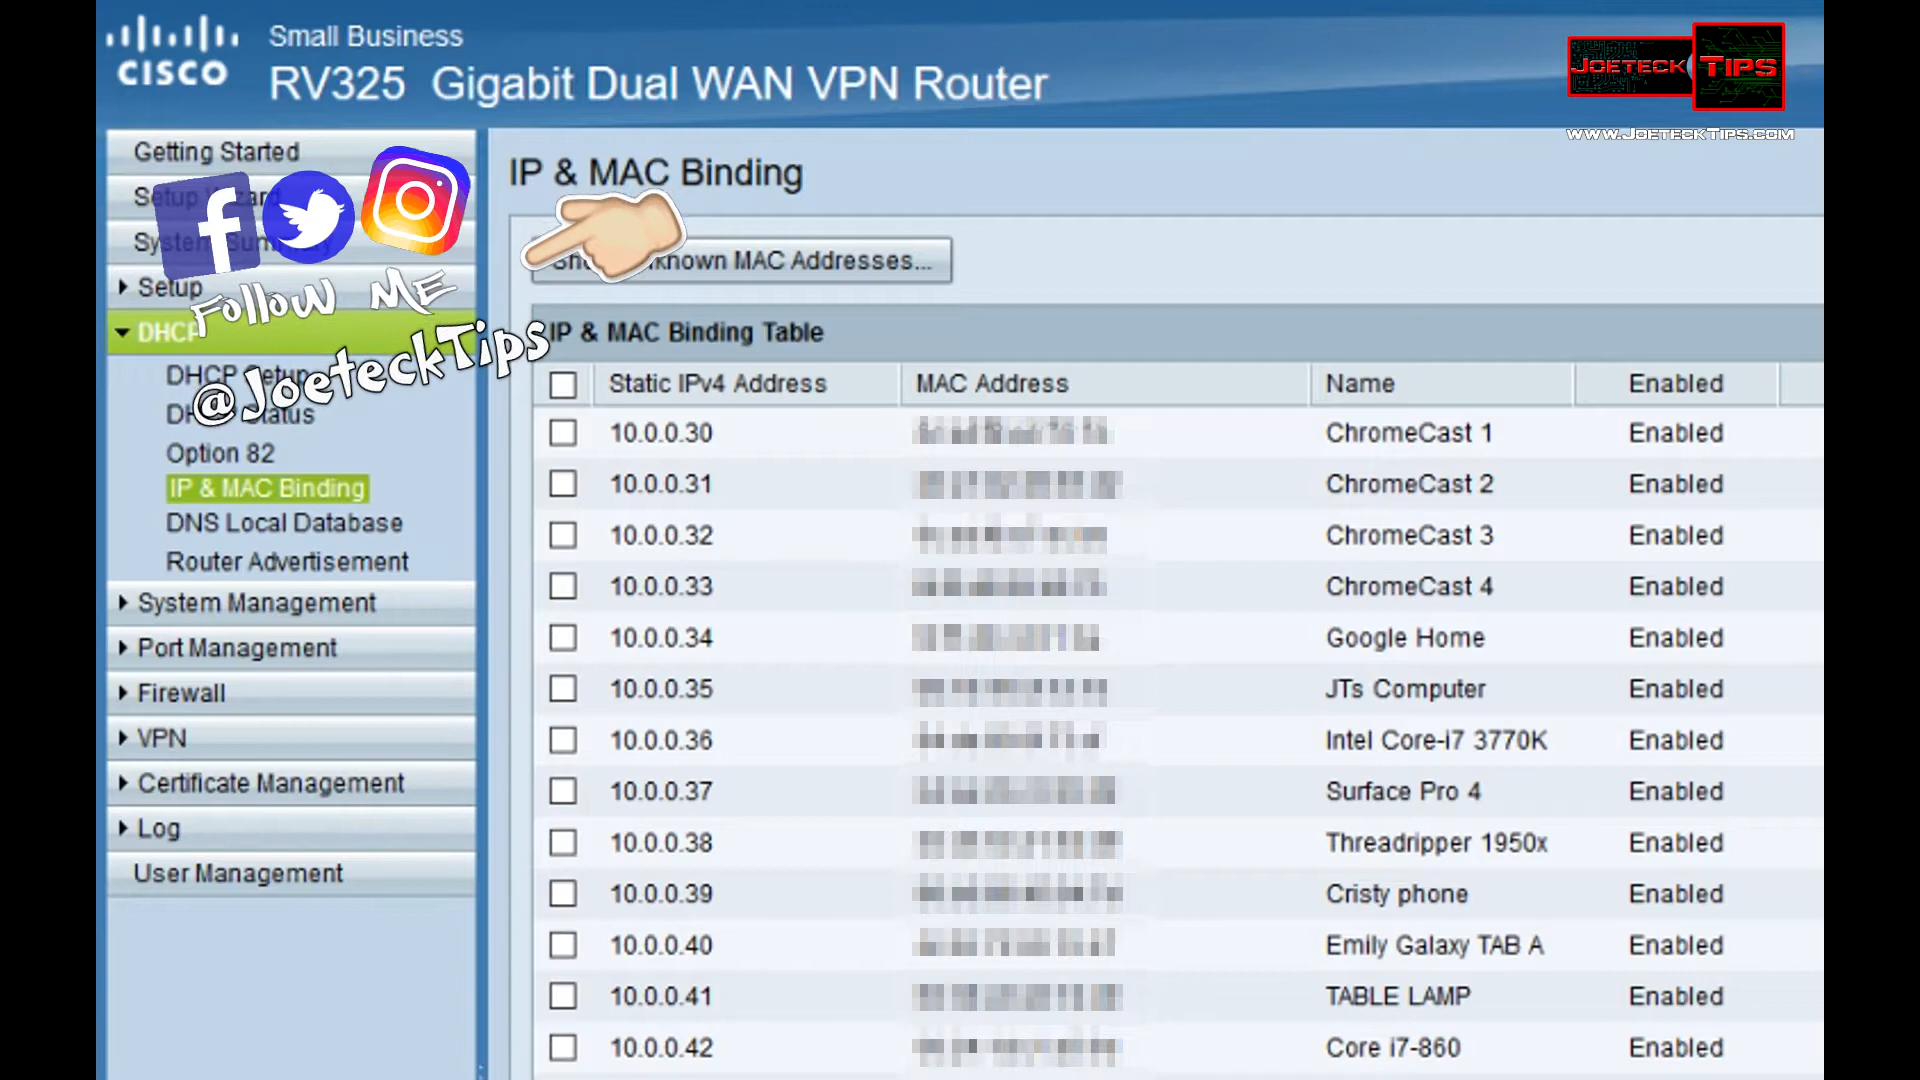 Small Business
CISCO
RV325 Gigabit Dual WAN VPN Router
JOETECK TIPS
WWW.JOETECKTIPS.COM
Getting Started
Setup
System
Setup
DHCP
DHCP Setup
Status
Option 82
IP & MAC Binding
DNS Local Database
Router Advertisement
System Management
Port Management
Firewall
VPN
Certificate Management
Log
User Management
Follow ME
@JoeteckTips
IP & MAC Binding
MAC Addresses...
IP & MAC Binding Table
Static IPv4 Address MAC Address Name Enabled
10.0.0.30 ChromeCast 1 Enabled
10.0.0.31 ChromeCast 2 Enabled
10.0.0.32 ChromeCast 3 Enabled
10.0.0.33 ChromeCast 4 Enabled
10.0.0.34 Google Home Enabled
10.0.0.35 JTs Computer Enabled
10.0.0.36 Intel Core-i7 3770K Enabled
10.0.0.37 Surface Pro 4 Enabled
10.0.0.38 Threadripper 1950x Enabled
10.0.0.39 Cristy phone Enabled
10.0.0.40 Emily Galaxy TAB A Enabled
10.0.0.41 TABLE LAMP Enabled
10.0.0.42 Core i7-860 Enabled